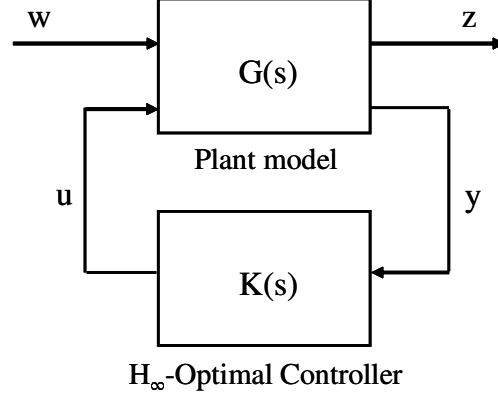 w
z
G(s)
Plant model
u
y
K(s)
H∞-Optimal Controller